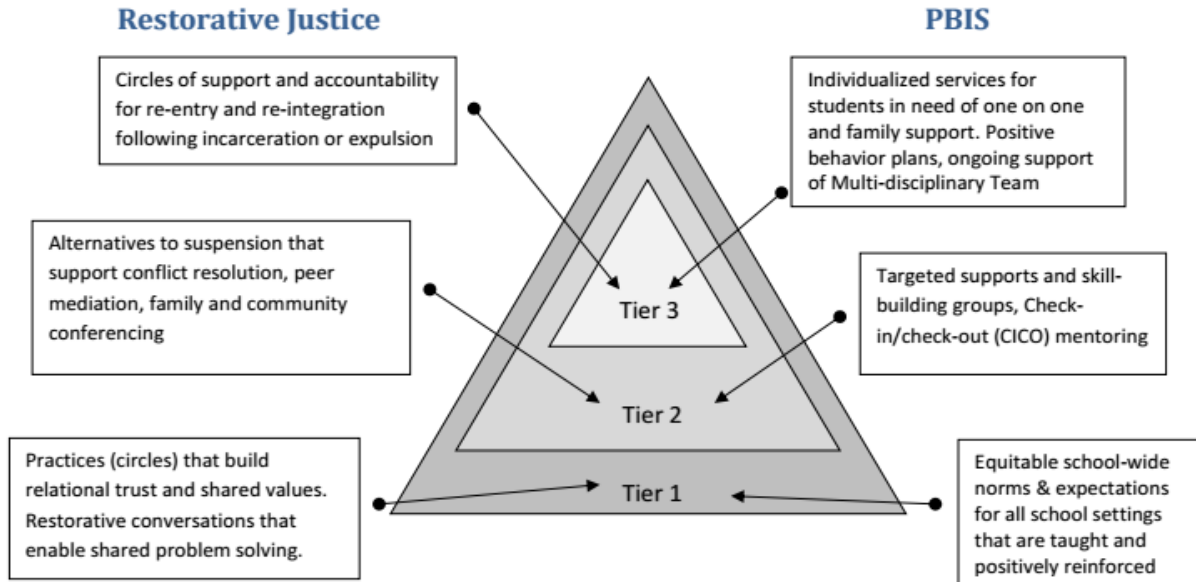 Restorative Justice
PBIS
Circles of support and accountability
for re-entry and re-integration
following incarceration or expulsion
Individualized services for
students in need of one on one
and family support. Positive
behavior plans, ongoing support
of Multi-disciplinary Team
Alternatives to suspension that
support conflict resolution, peer
mediation, family and community
conferencing
Targeted supports and skill-
building groups, Check-
in/check-out (CICO) mentoring
Tier 3
Tier 2
Practices (circles) that build
relational trust and shared values.
Restorative conversations that
enable shared problem solving.
Tier 1
Equitable school-wide
norms & expectations
for all school settings
that are taught and
positively reinforced